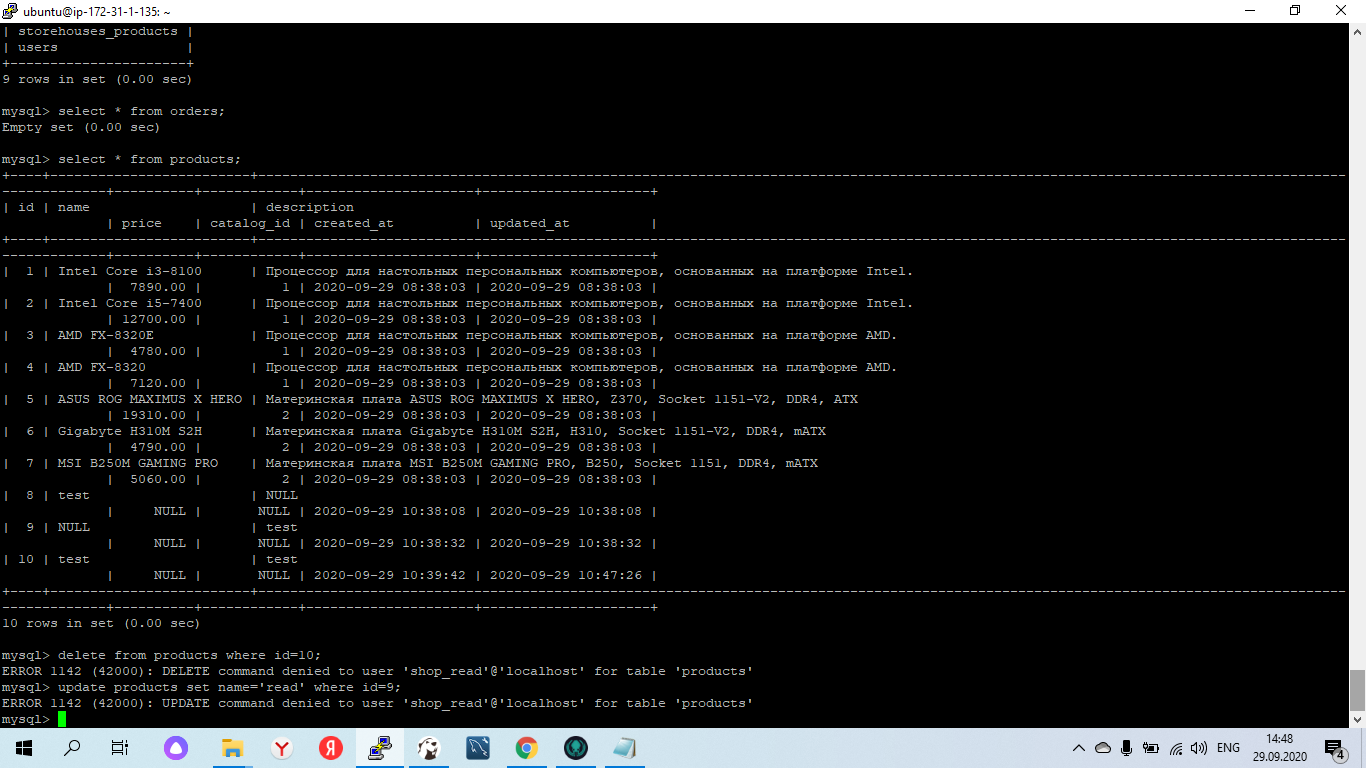 ubuntu@ip-172-31-1-135: ~
| storehouses_products |
| users                |
+----------------------+
9 rows in set (0.00 sec)
mysql> select * from orders;
Empty set (0.00 sec)
mysql> select * from products;
| id | name                    | description
| price    | catalog_id | created_at          | updated_at          |
|  1 | Intel Core i3-8100      | Процессор для настольных персональных компьютеров, основанных на платформе Intel.
|  7890.00 |          1 | 2020-09-29 08:38:03 | 2020-09-29 08:38:03 |
|  2 | Intel Core i5-7400      | Процессор для настольных персональных компьютеров, основанных на платформе Intel.
| 12700.00 |          1 | 2020-09-29 08:38:03 | 2020-09-29 08:38:03 |
|  3 | AMD FX-8320E            | Процессор для настольных персональных компьютеров, основанных на платформе AMD.
|  4780.00 |          1 | 2020-09-29 08:38:03 | 2020-09-29 08:38:03 |
|  4 | AMD FX-8320             | Процессор для настольных персональных компьютеров, основанных на платформе AMD.
|  7120.00 |          1 | 2020-09-29 08:38:03 | 2020-09-29 08:38:03 |
|  5 | ASUS ROG MAXIMUS X HERO | Материнская плата ASUS ROG MAXIMUS X HERO, Z370, Socket 1151-V2, DDR4, ATX
| 19310.00 |          2 | 2020-09-29 08:38:03 | 2020-09-29 08:38:03 |
|  6 | Gigabyte H310M S2H      | Материнская плата Gigabyte H310M S2H, H310, Socket 1151-V2, DDR4, mATX
|  4790.00 |          2 | 2020-09-29 08:38:03 | 2020-09-29 08:38:03 |
|  7 | MSI B250M GAMING PRO    | Материнская плата MSI B250M GAMING PRO, B250, Socket 1151, DDR4, mATX
|  5060.00 |          2 | 2020-09-29 08:38:03 | 2020-09-29 08:38:03 |
|  8 | test                    | NULL
|     NULL |       NULL | 2020-09-29 10:38:08 | 2020-09-29 10:38:08 |
|  9 | NULL                    | test
|     NULL |       NULL | 2020-09-29 10:38:32 | 2020-09-29 10:38:32 |
| 10 | test                    | test
|     NULL |       NULL | 2020-09-29 10:39:42 | 2020-09-29 10:47:26 |
10 rows in set (0.00 sec)
mysql> delete from products where id=10;
ERROR 1142 (42000): DELETE command denied to user 'shop_read'@'localhost' for table 'products'
mysql> update products set name='read' where id=9;
ERROR 1142 (42000): UPDATE command denied to user 'shop_read'@'localhost' for table 'products'
mysql>
Y
Я
ENG
14:48
29.09.2020
4